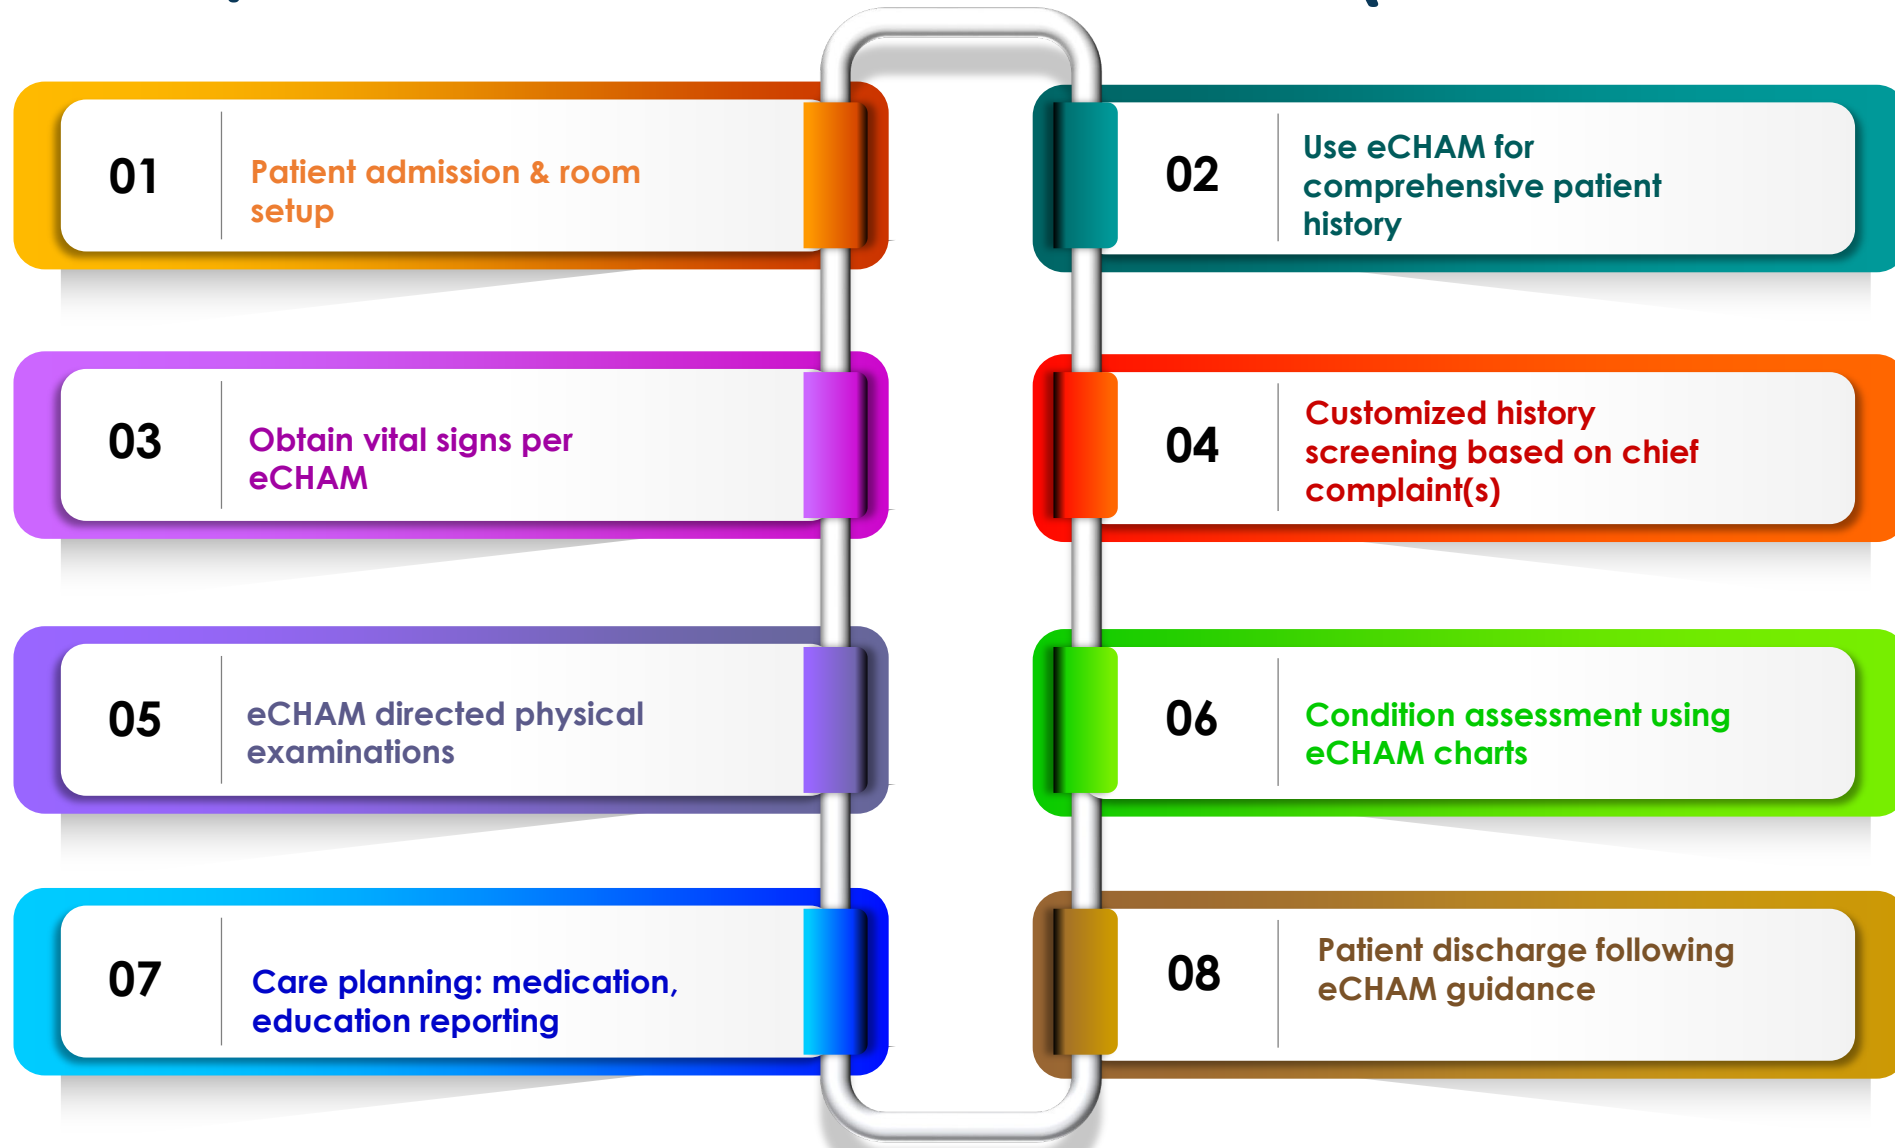 01
Patient admission & room
setup
02
Use eCHAM for
comprehensive patient
history
03
Obtain vital signs per
eCHAM
04
Customized history
screening based on chief
complaint(s)
05
eCHAM directed physical
examinations
06
Condition assessment using
eCHAM charts
07
Care planning: medication,
education reporting
08
Patient discharge following
eCHAM guidance